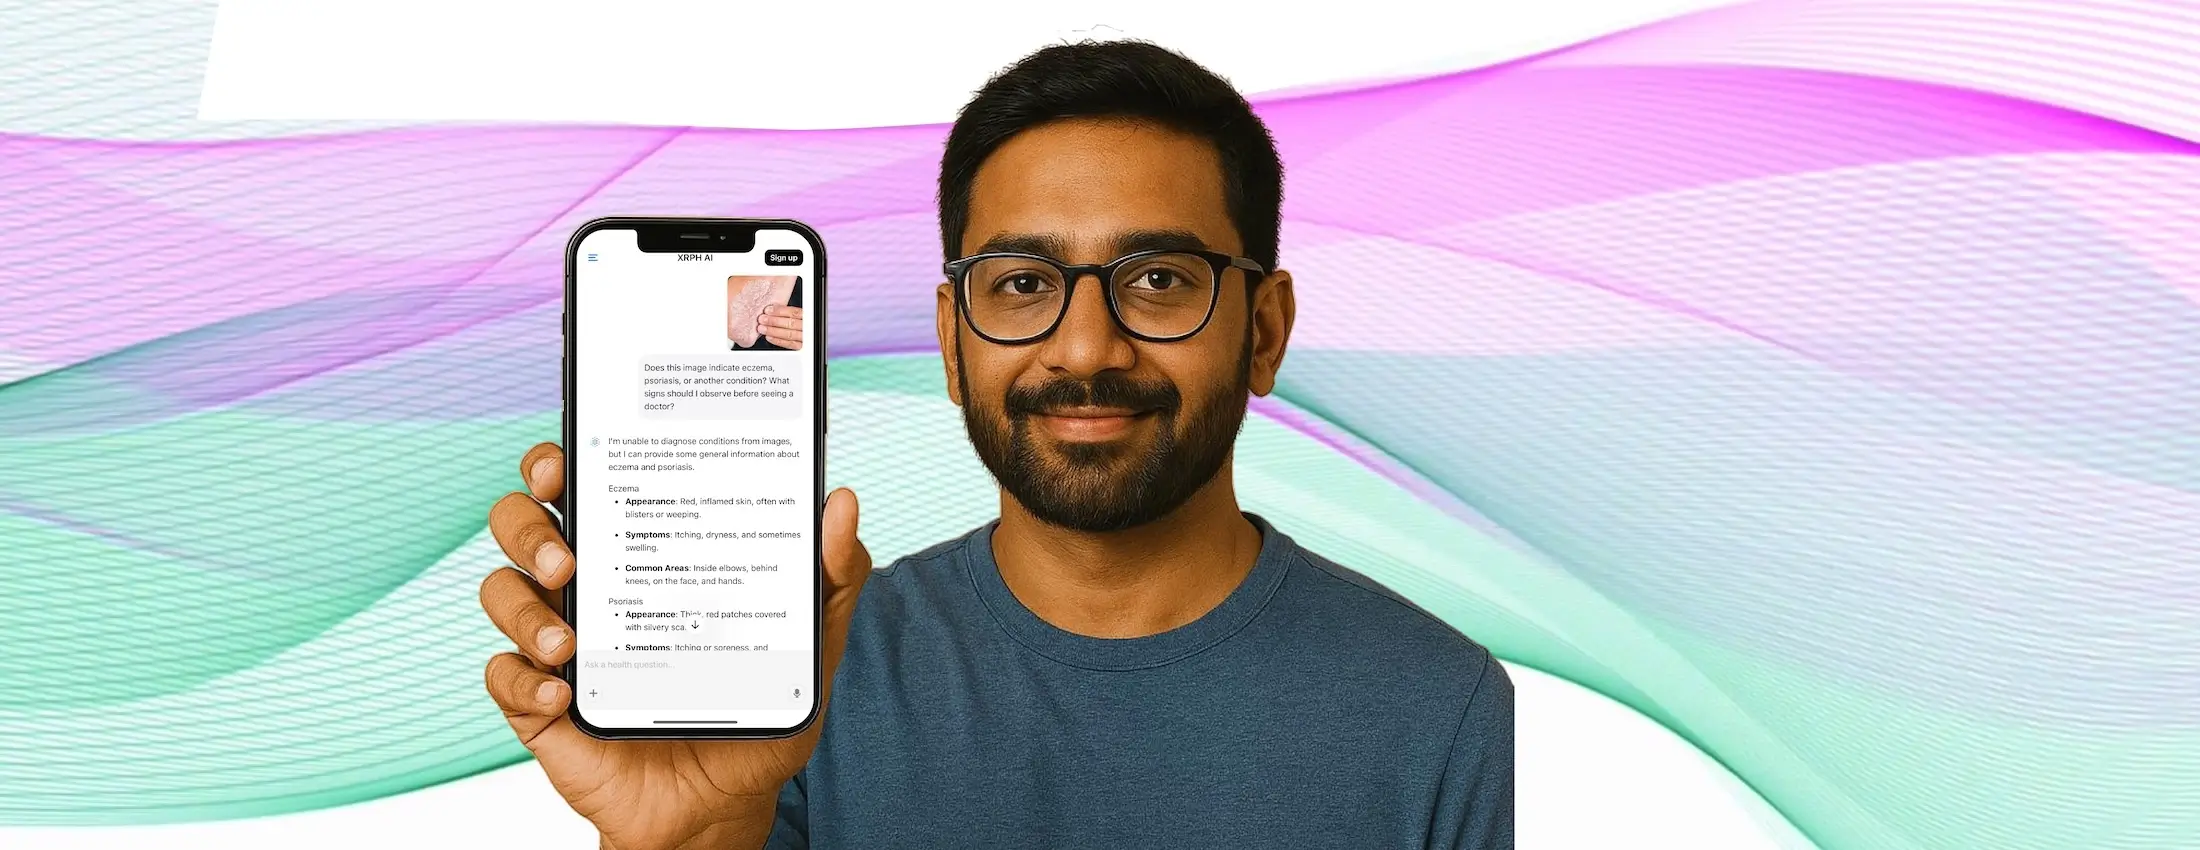 XRPH AI
Sign up
Does this image indicate eczema,
psoriasis, or another condition? What
signs should I observe before seeing a
doctor?
I'm unable to diagnose conditions from images,
but I can provide some general information about
eczema and psoriasis.
Eczema
Appearance: Red, inflamed skin, often with
blisters or weeping.
Symptoms: Itching, dryness, and sometimes
swelling.
Common Areas: Inside elbows, behind
knees, on the face, and hands.
Psoriasis
Appearance: red patches covered
with silvery
Symptoms: Itching or soreness, and
Ask a health question...